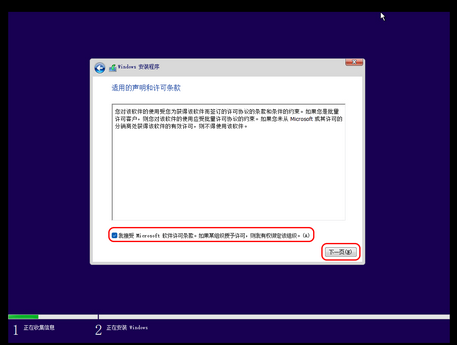 Windows 安装程序
适用的声明和许可条款
您对该软件的使用受您为获得该软件而签订的许可协议的条款和条件的约束。如果您是批量
许可客户，则您对该软件的使用应受批量许可协议的约束。如果您未从 Microsoft 或其许可的
分销商处获得该软件的有效许可，则不得使用该软件。
我接受 Microsoft 软件许可条款。如果某组织授予许可，则我有权绑定该组织。(A)
下一页(N)
1 正在收集信息
2 正在安装 Windows